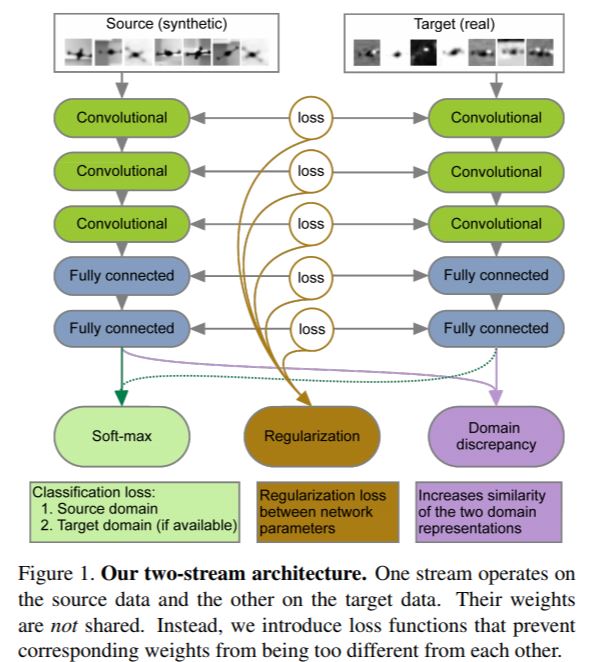 Source (synthetic)
Target (real)
Convolutional
loss
Convolutional
Convolutional
loss
Convolutional
Convolutional
loss
Convolutional
Fully connected
loss
Fully connected
Fully connected
loss
Fully connected
Soft-max
Regularization
Domain
discrepancy
Classification loss:
1. Source domain
2. Target domain (if available)
Regularization loss
between network
parameters
Increases similarity
of the two domain
representations
Figure 1. Our two-stream architecture. One stream operates on
the source data and the other on the target data. Their weights
are not shared. Instead, we introduce loss functions that prevent
corresponding weights from being too different from each other.